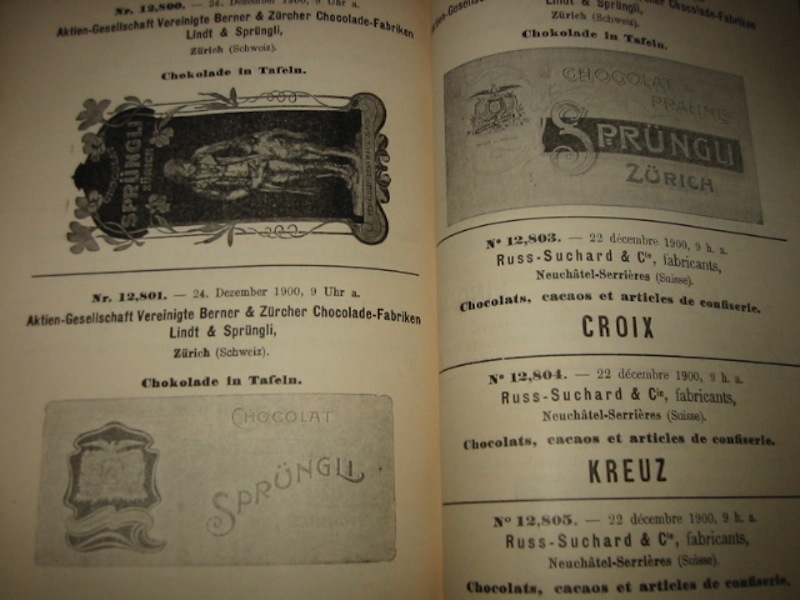 Nr. 12,800. — 24. Dezember 1900, 9 Uhr a.
Aktien-Gesellschaft Vereinigte Berner & Zürcher Chocolade-Fabriken
Lindt & Sprüngli,
Zürich (Schweiz).
Chokolade in Tafeln.
SPRÜNGLI
ZÜRICH
Nr. 12,801. — 24. Dezember 1900, 9 Uhr a.
Aktien-Gesellschaft Vereinigte Berner & Zürcher Chocolade-Fabriken
Lindt & Sprüngli,
Zürich (Schweiz).
Chokolade in Tafeln.
CHOCOLAT
SPRÜNGLI
Chocolade-Fabriken
Lindt & Sprüngli,
Zürich (Schweiz).
Chokolade in Tafeln.
CHOCOLAT
PRALINÉ
SPRÜNGLI
ZÜRICH
No 12,803. — 22 décembre 1900, 9 h. a.
Russ-Suchard & Cie, fabricants,
Neuchâtel-Serrières (Suisse).
Chocolats, cacaos et articles de confiserie.
CROIX
No 12,804. — 22 décembre 1900, 9 h. a.
Russ-Suchard & Cie, fabricants,
Neuchâtel-Serrières (Suisse).
Chocolats, cacaos et articles de confiserie.
KREUZ
No 12,805. — 22 décembre 1900, 9 h. a.
Russ-Suchard & Cie, fabricants,
Neuchâtel-Serrières (Suisse).
Chocolats, cacaos et articles de confiserie.